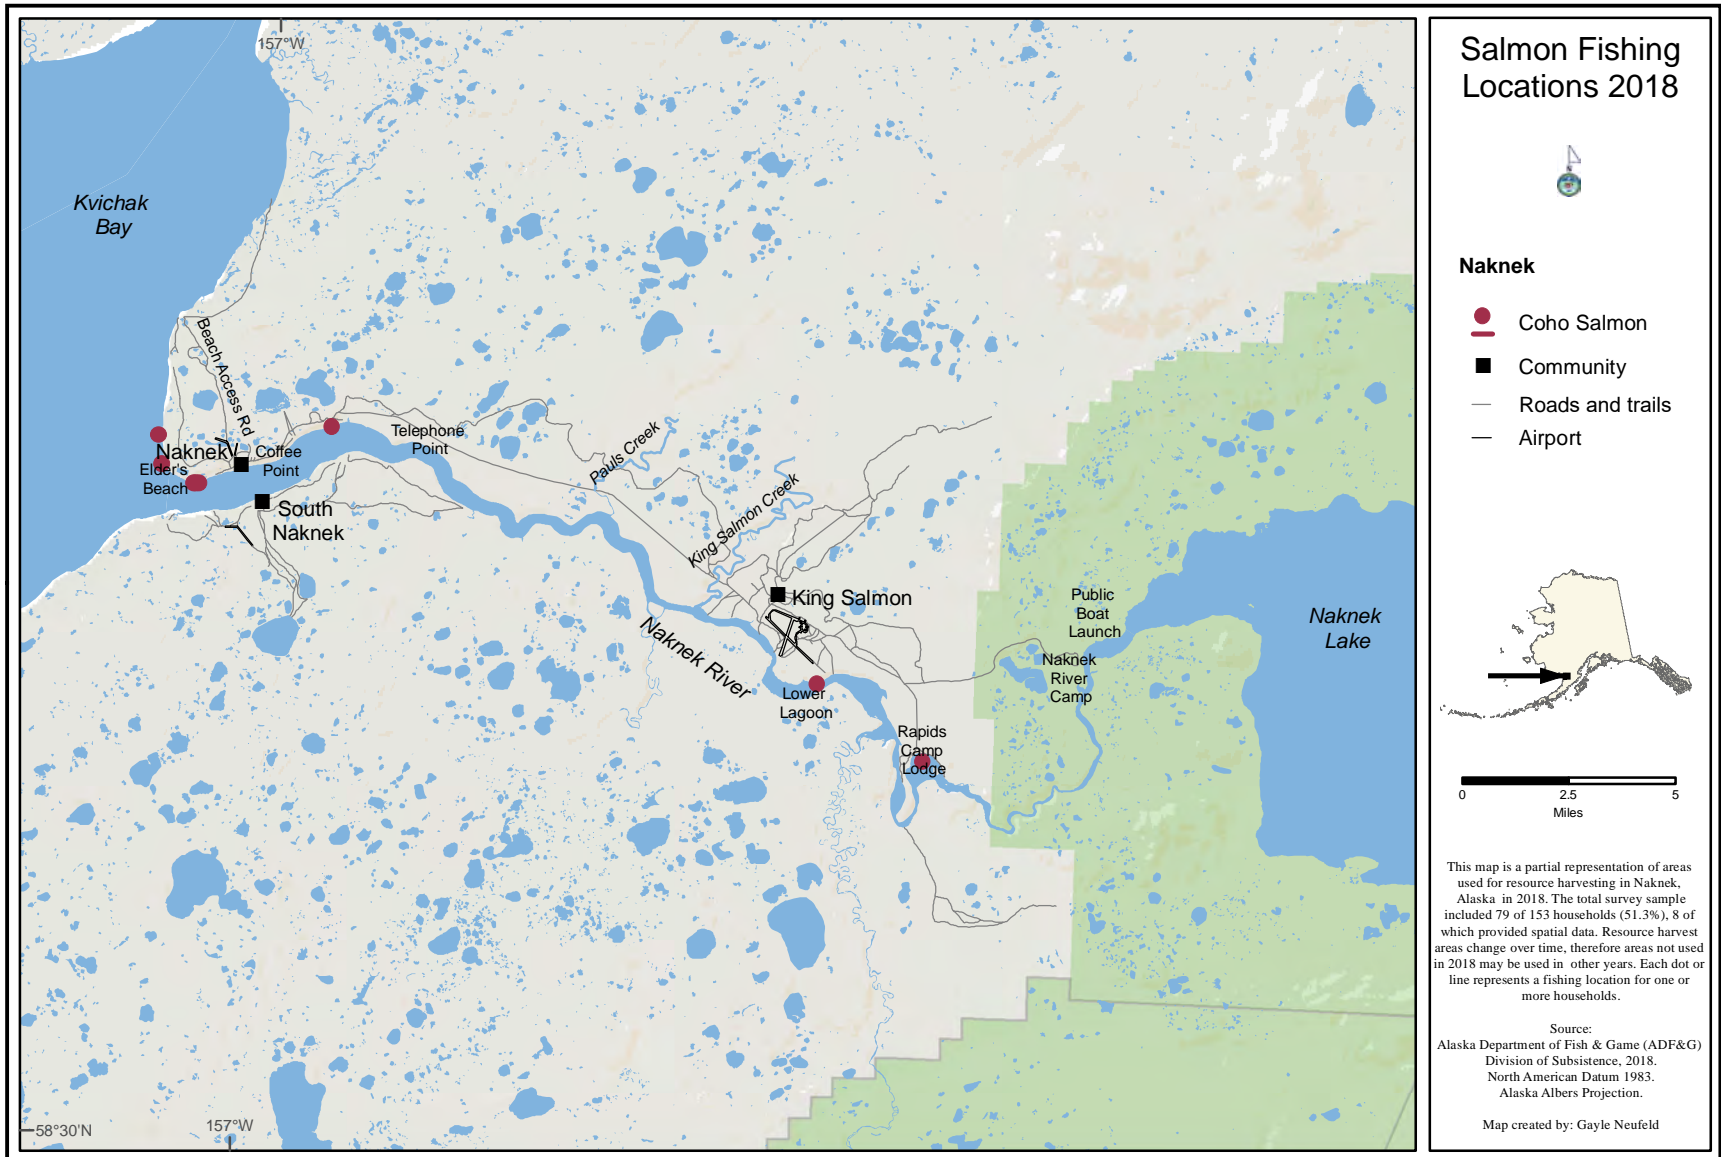 157°W
Kvichak
Bay
Beach Access Rd
Naknek
Elder's
Beach
Coffee
Point
Telephone
Point
South
Naknek
Pauls Creek
King Salmon Creek
King Salmon
Naknek River
Lower
Lagoon
Rapids
Camp
Lodge
Public
Boat
Launch
Naknek
River
Camp
Naknek
Lake
58°30'N
157°W
Salmon Fishing
Locations 2018
Naknek
Coho Salmon
Community
Roads and trails
Airport
0 2.5 5
Miles
This map is a partial representation of areas
used for resource harvesting in Naknek,
Alaska in 2018. The total survey sample
included 79 of 153 households (51.3%), 8 of
which provided spatial data. Resource harvest
areas change over time, therefore areas not used
in 2018 may be used in other years. Each dot or
line represents a fishing location for one or
more households.
Source:
Alaska Department of Fish & Game (ADF&G)
Division of Subsistence, 2018.
North American Datum 1983.
Alaska Albers Projection.
Map created by: Gayle Neufeld